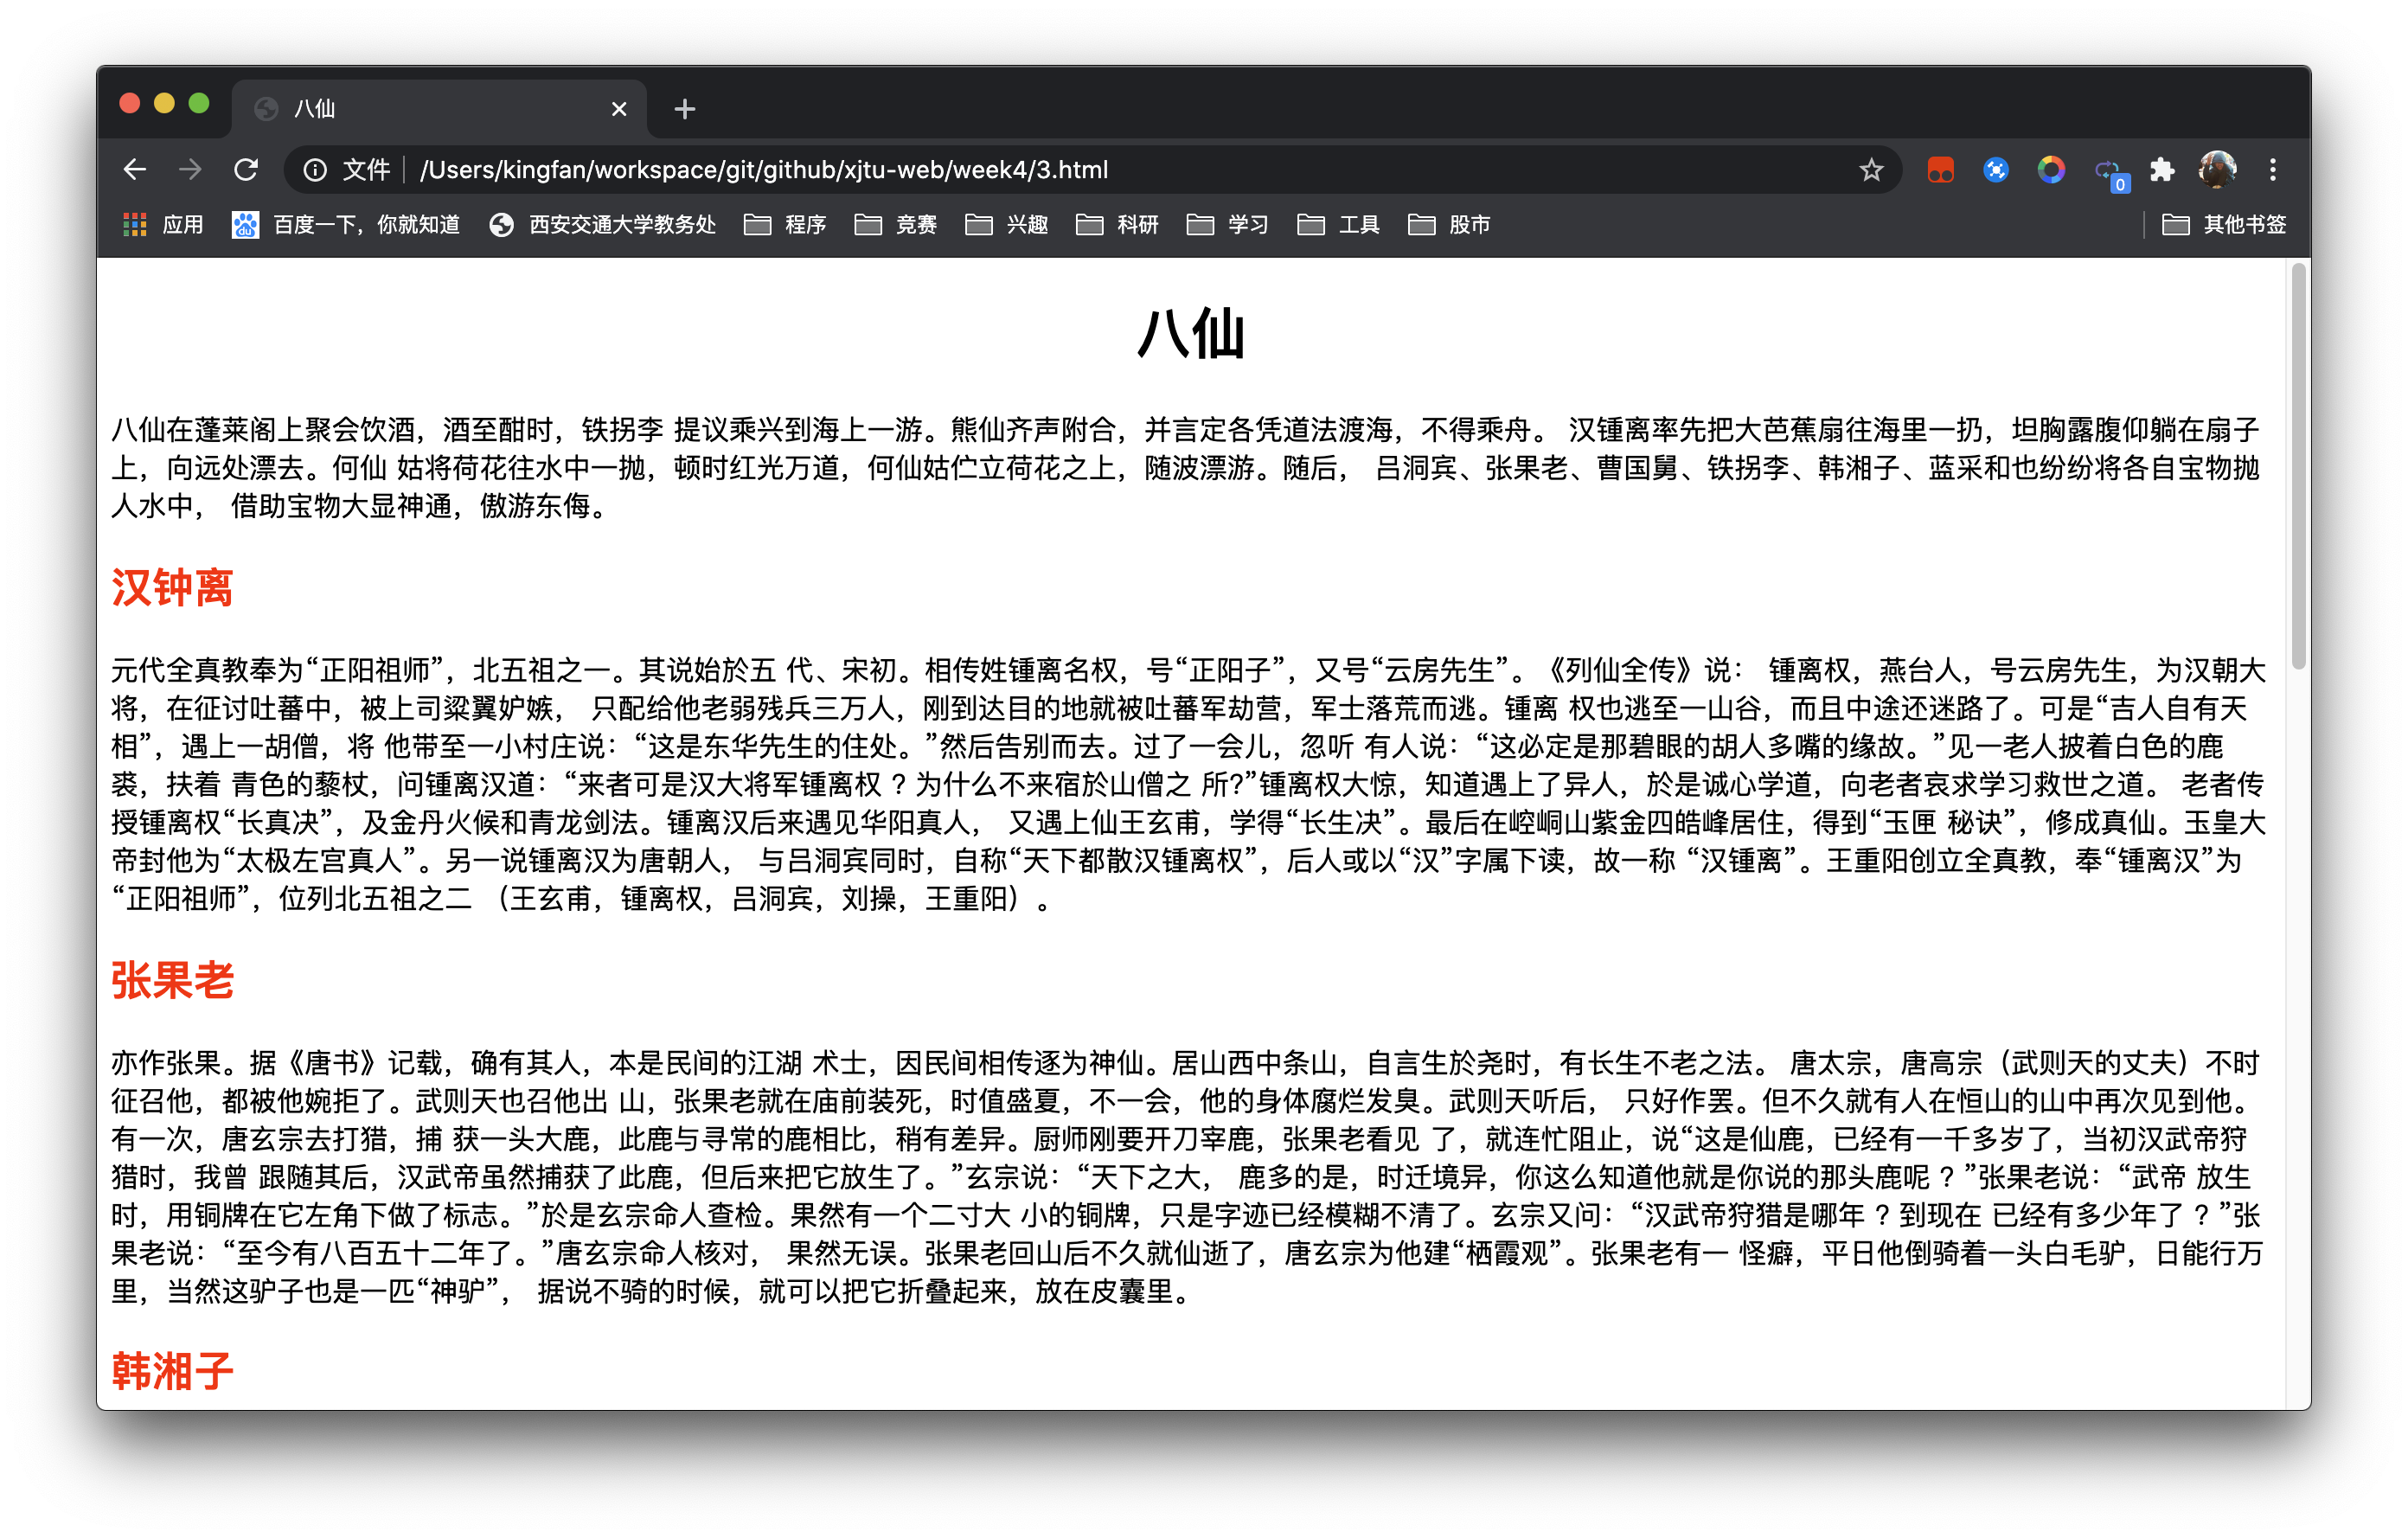 八仙
文件 /Users/kingfan/workspace/git/github/xjtu-web/week4/3.html
0
应用 百度一下，你就知道 西安交通大学教务处 程序 竞赛 兴趣 科研 学习 工具 股市 其他书签
八仙
八仙在蓬莱阁上聚会饮酒，酒至酣时，铁拐李 提议乘兴到海上一游。熊仙齐声附合，并言定各凭道法渡海，不得乘舟。 汉锺离率先把大芭蕉扇往海里一扔，坦胸露腹仰躺在扇子
上，向远处漂去。何仙 姑将荷花往水中一抛，顿时红光万道，何仙姑伫立荷花之上，随波漂游。随后， 吕洞宾、张果老、曹国舅、铁拐李、韩湘子、蓝采和也纷纷将各自宝物抛
人水中， 借助宝物大显神通，傲游东侮。
汉钟离
元代全真教奉为“正阳祖师”，北五祖之一。其说始於五 代、宋初。相传姓锺离名权，号“正阳子”，又号“云房先生”。《列仙全传》说： 锺离权，燕台人，号云房先生，为汉朝大
将，在征讨吐蕃中，被上司梁翼妒嫉， 只配给他老弱残兵三万人，刚到达目的地就被吐蕃军劫营，军士落荒而逃。锺离 权也逃至一山谷，而且中途还迷路了。可是“吉人自有天
相”，遇上一胡僧，将 他带至一小村庄说：“这是东华先生的住处。”然后告别而去。过了一会儿，忽听 有人说：“这必定是那碧眼的胡人多嘴的缘故。”见一老人披着白色的鹿
裘，扶着 青色的藜杖，问锺离汉道：“来者可是汉大将军锺离权 ? 为什么不来宿於山僧之 所?”锺离权大惊，知道遇上了异人，於是诚心学道，向老者哀求学习救世之道。 老者传
授锺离权“长真决”，及金丹火候和青龙剑法。锺离汉后来遇见华阳真人， 又遇上仙王玄甫，学得“长生决”。最后在崆峒山紫金四皓峰居住，得到“玉匣 秘诀”，修成真仙。玉皇大
帝封他为“太极左宫真人”。另一说锺离汉为唐朝人， 与吕洞宾同时，自称“天下都散汉锺离权”，后人或以“汉”字属下读，故一称 “汉锺离”。王重阳创立全真教，奉“锺离汉”为
“正阳祖师”，位列北五祖之二 （王玄甫，锺离权，吕洞宾，刘操，王重阳）。
张果老
亦作张果。据《唐书》记载，确有其人，本是民间的江湖 术士，因民间相传逐为神仙。居山西中条山，自言生於尧时，有长生不老之法。 唐太宗，唐高宗（武则天的丈夫）不时
征召他，都被他婉拒了。武则天也召他出 山，张果老就在庙前装死，时值盛夏，不一会，他的身体腐烂发臭。武则天听后， 只好作罢。但不久就有人在恒山的山中再次见到他。
有一次，唐玄宗去打猎，捕 获一头大鹿，此鹿与寻常的鹿相比，稍有差异。厨师刚要开刀宰鹿，张果老看见 了，就连忙阻止，说“这是仙鹿，已经有一千多岁了，当初汉武帝狩
猎时，我曾 跟随其后，汉武帝虽然捕获了此鹿，但后来把它放生了。”玄宗说：“天下之大， 鹿多的是，时迁境异，你这么知道他就是你说的那头鹿呢 ? ”张果老说：“武帝 放生
时，用铜牌在它左角下做了标志。”於是玄宗命人查检。果然有一个二寸大 小的铜牌，只是字迹已经模糊不清了。玄宗又问：“汉武帝狩猎是哪年 ? 到现在 已经有多少年了 ? ”张
果老说：“至今有八百五十二年了。”唐玄宗命人核对， 果然无误。张果老回山后不久就仙逝了，唐玄宗为他建“栖霞观”。张果老有一 怪癖，平日他倒骑着一头白毛驴，日能行万
里，当然这驴子也是一匹“神驴”， 据说不骑的时候，就可以把它折叠起来，放在皮囊里。
韩湘子